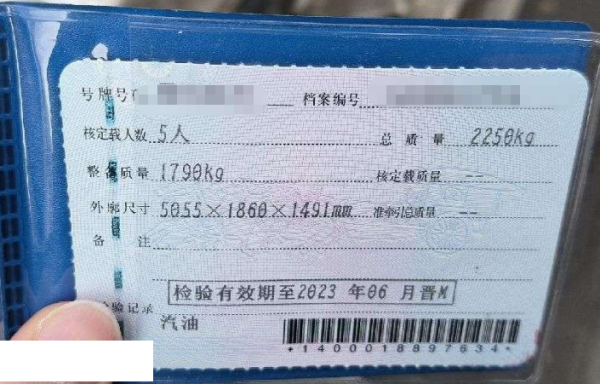 号牌号 档案编号
核定载人数 5人 总质量 2250kg
整备质量 1790kg 核定载质量 --
外廓尺寸 5055×1860×1491mm 准牵引总质量 --
备注
检验有效期至2023年06月晋M
检验记录
汽油
*1400018897634*